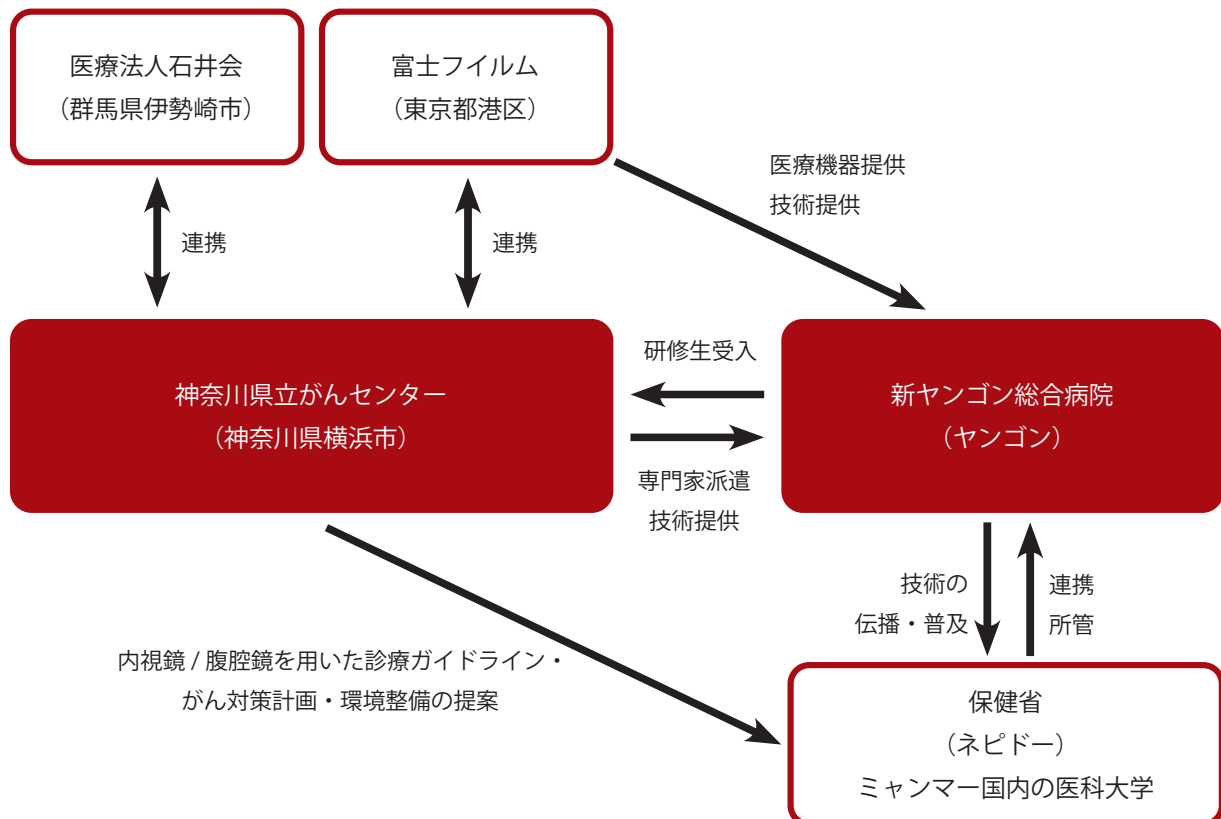 医療法人石井会
（群馬県伊勢崎市）
富士フイルム
（東京都港区）
医療機器提供
技術提供
連携
連携
神奈川県立がんセンター
（神奈川県横浜市）
研修生受入
専門家派遣
技術提供
新ヤンゴン総合病院
（ヤンゴン）
技術の
伝播・普及
連携
所管
内視鏡 / 腹腔鏡を用いた診療ガイドライン・
がん対策計画・環境整備の提案
保健省
（ネピドー）
ミャンマー国内の医科大学